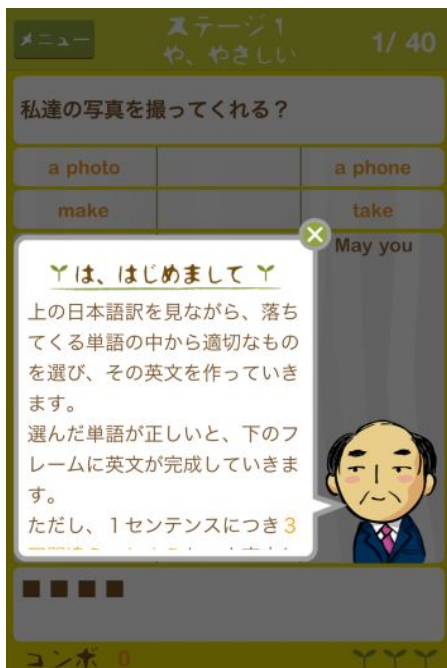 メニュー
ステージ1
や、やさしい
1/ 40
私達の写真を撮ってくれる？
a photo
a phone
make
take
May you
は、はじめまして
上の日本語訳を見ながら、落ち
てくる単語の中から適切なもの
を選び、その英文を作っていき
ます。
選んだ単語が正しいと、下のフ
レームに英文が完成していきま
す。
ただし、１センテンスにつき３
コンボ 0